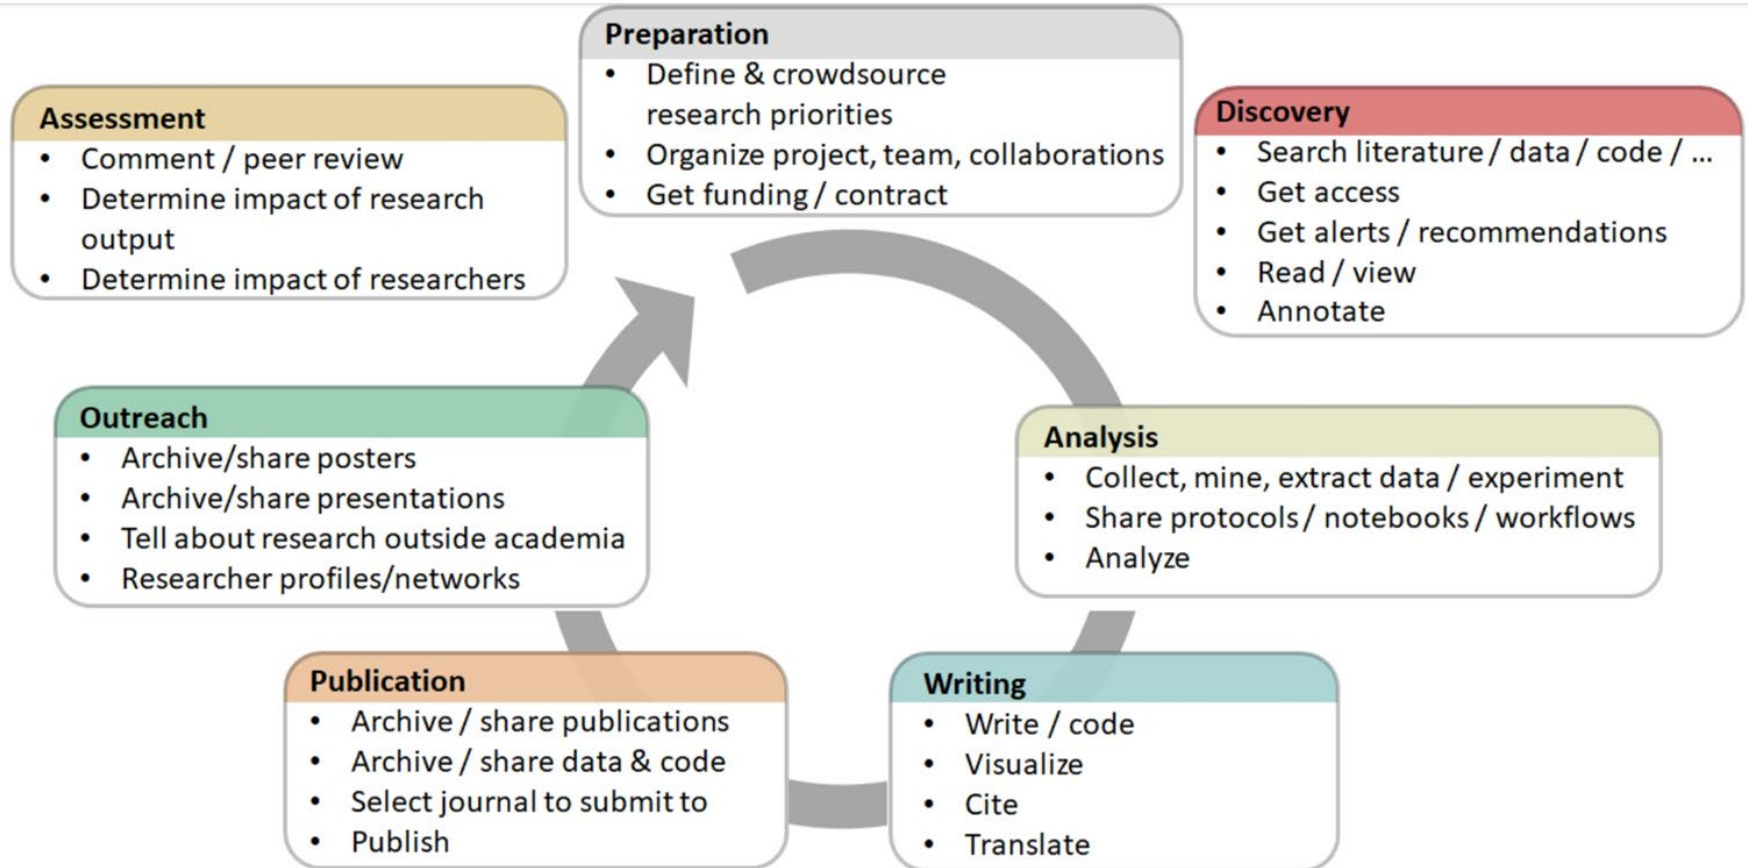 Preparation
• Define & crowdsource
research priorities
• Organize project, team, collaborations
• Get funding / contract
Discovery
• Search literature / data / code / ...
• Get access
• Get alerts / recommendations
• Read / view
• Annotate
Analysis
• Collect, mine, extract data / experiment
• Share protocols / notebooks / workflows
• Analyze
Writing
• Write / code
• Visualize
• Cite
• Translate
Publication
• Archive / share publications
• Archive / share data & code
• Select journal to submit to
• Publish
Outreach
• Archive/share posters
• Archive/share presentations
• Tell about research outside academia
• Researcher profiles/networks
Assessment
• Comment / peer review
• Determine impact of research
output
• Determine impact of researchers